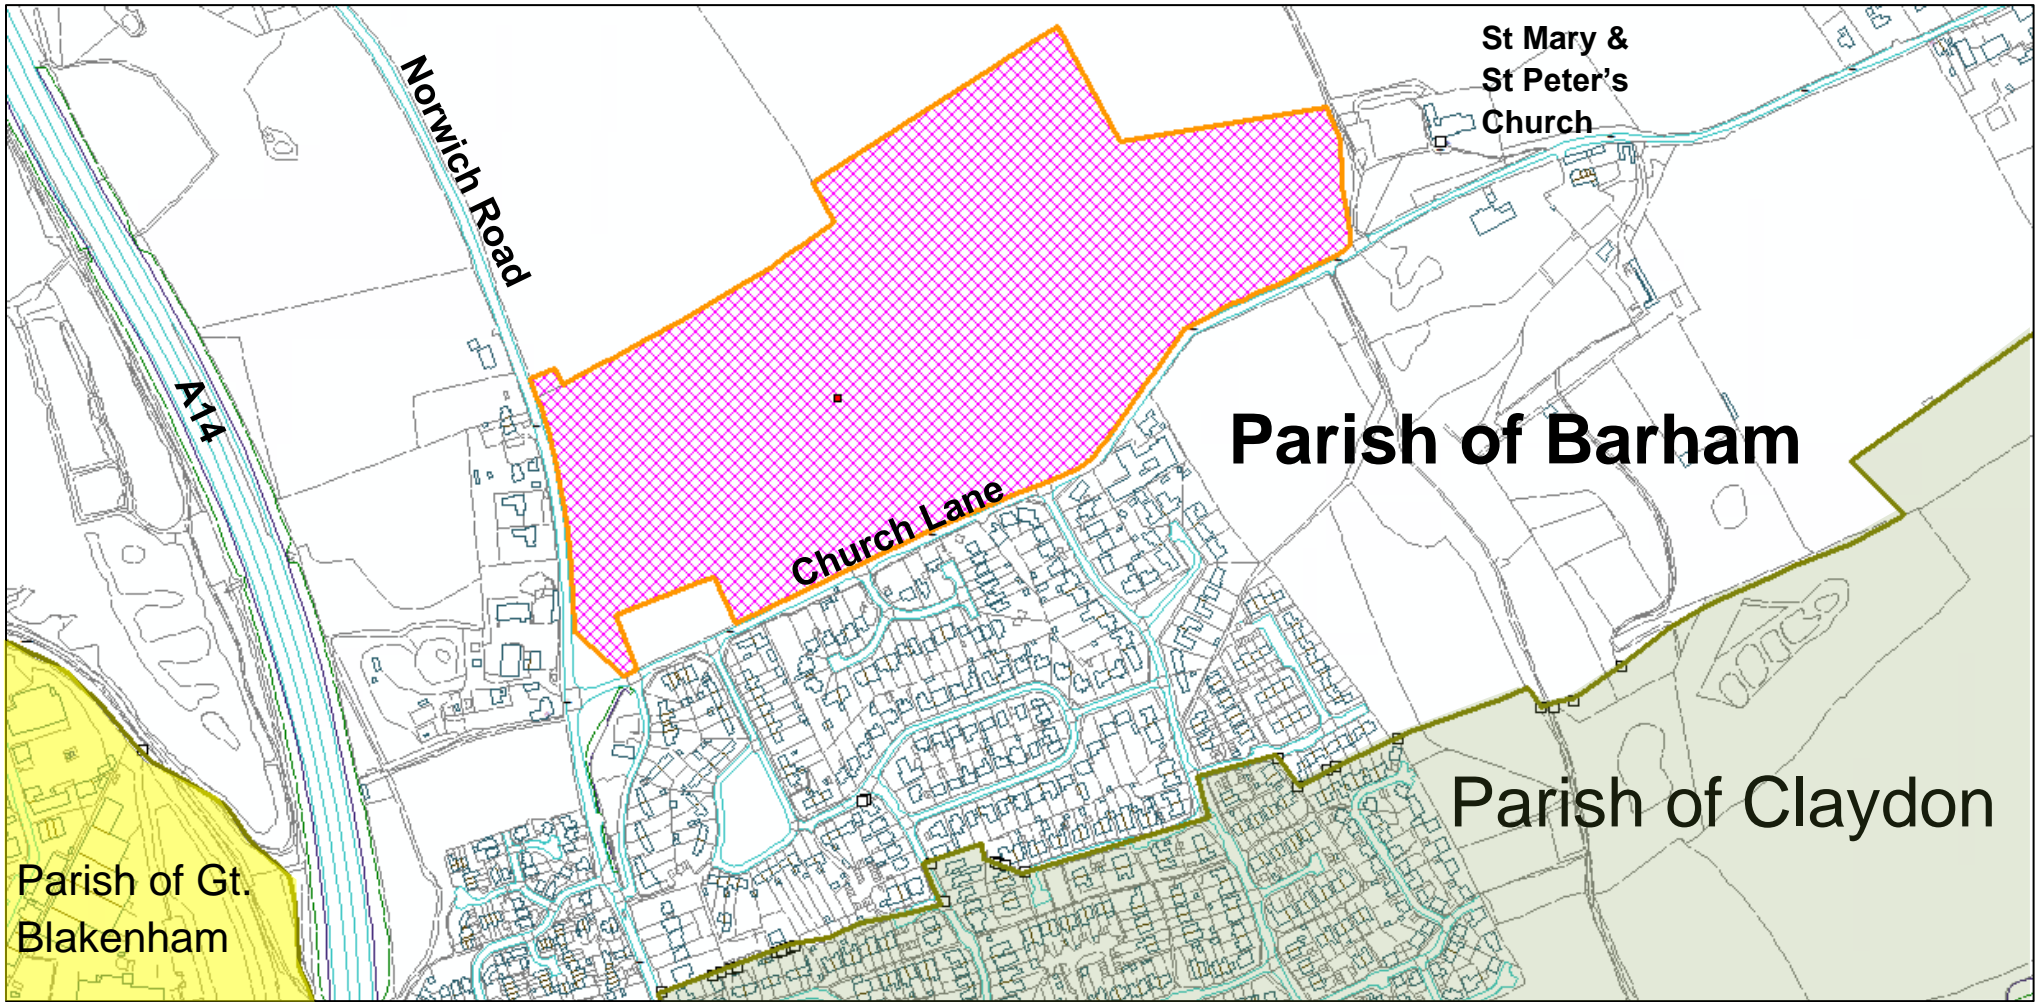 St Mary &
St Peter's
Church
Norwich Road
A14
Church Lane
Parish of Barham
Parish of Claydon
Parish of Gt.
Blakenham